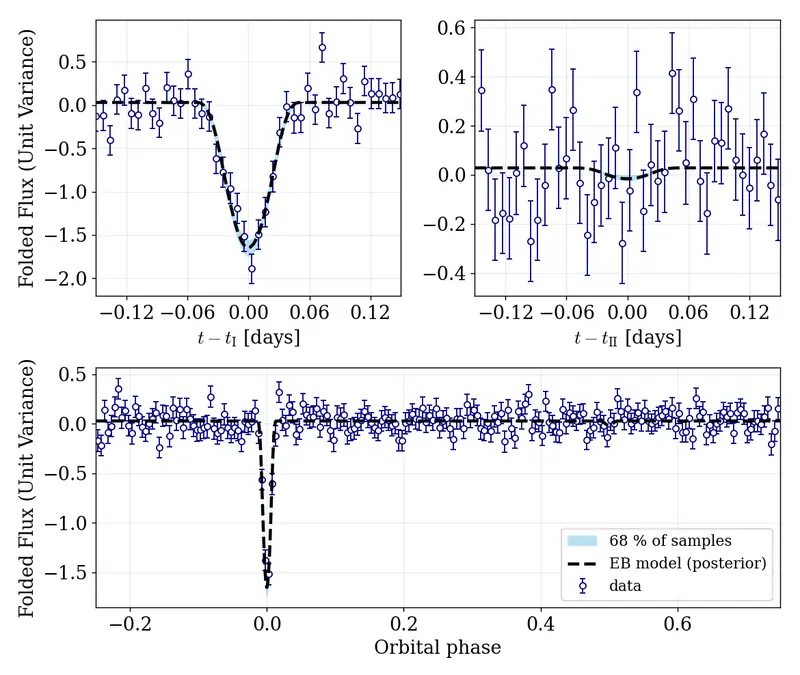 Folded Flux (Unit Variance)
0.5
0.0
−0.5
−1.0
−1.5
−2.0
−0.12 −0.06 0.00 0.06 0.12
t − tI [days]
0.6
0.4
0.2
0.0
−0.2
−0.4
−0.12 −0.06 0.00 0.06 0.12
t − tII [days]
Folded Flux (Unit Variance)
0.5
0.0
−0.5
−1.0
−1.5
−0.2 0.0 0.2 0.4 0.6
Orbital phase
68 % of samples
EB model (posterior)
data